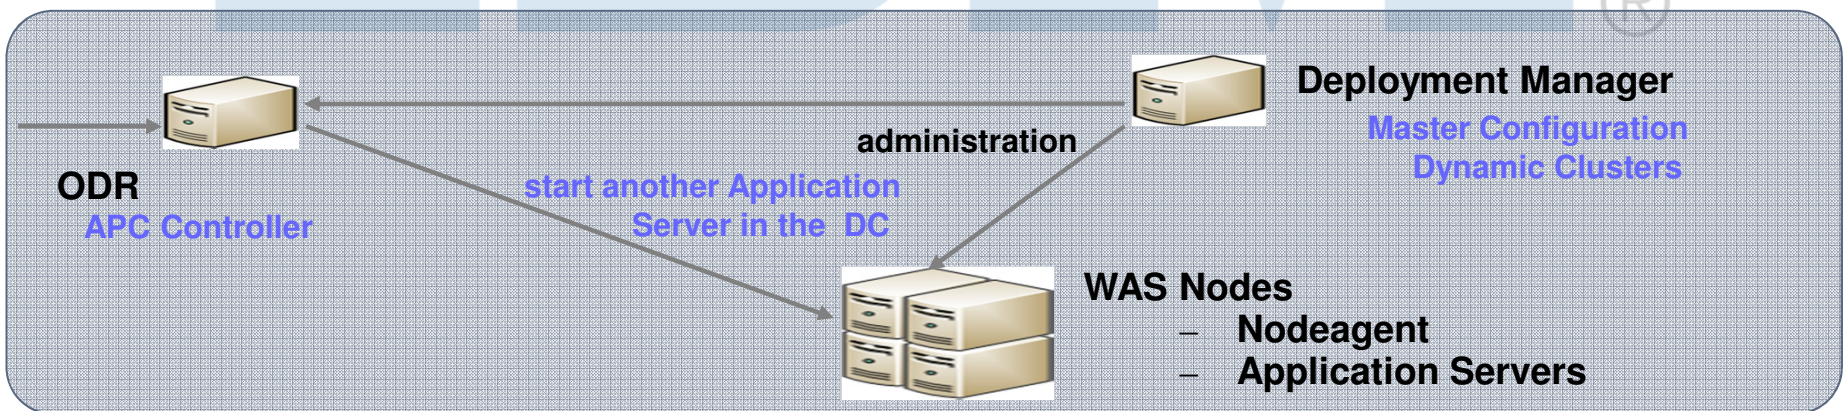 ®
Deployment Manager
Master Configuration
Dynamic Clusters
administration
ODR
APC Controller
start another Application
Server in the DC
WAS Nodes
– Nodeagent
– Application Servers